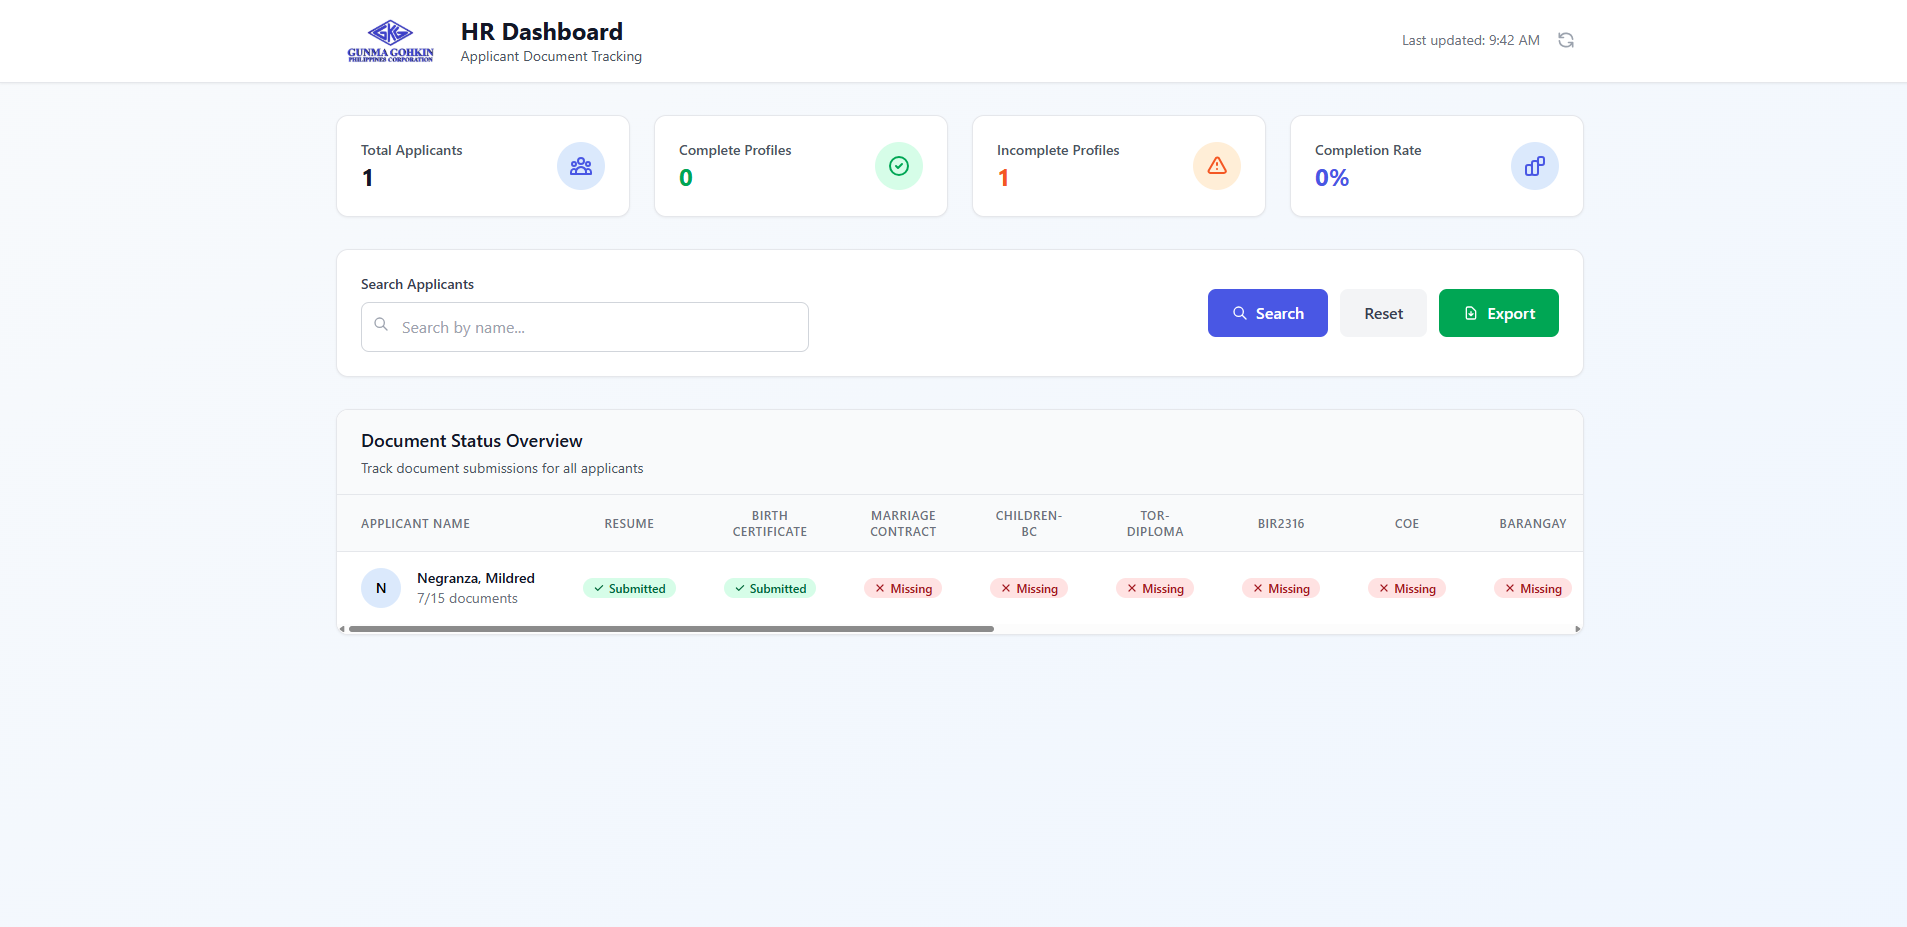 GKG
GUNMA GOHKIN
PHILIPPINES CORPORATION
HR Dashboard
Applicant Document Tracking
Last updated: 9:42 AM
Total Applicants
1
Complete Profiles
0
Incomplete Profiles
1
Completion Rate
0%
Search Applicants
Search by name...
Search
Reset
Export
Document Status Overview
Track document submissions for all applicants
APPLICANT NAME
RESUME
BIRTH
CERTIFICATE
MARRIAGE
CONTRACT
CHILDREN-
BC
TOR-
DIPLOMA
BIR2316
COE
BARANGAY
N
Negranza, Mildred
7/15 documents
Submitted
Submitted
Missing
Missing
Missing
Missing
Missing
Missing